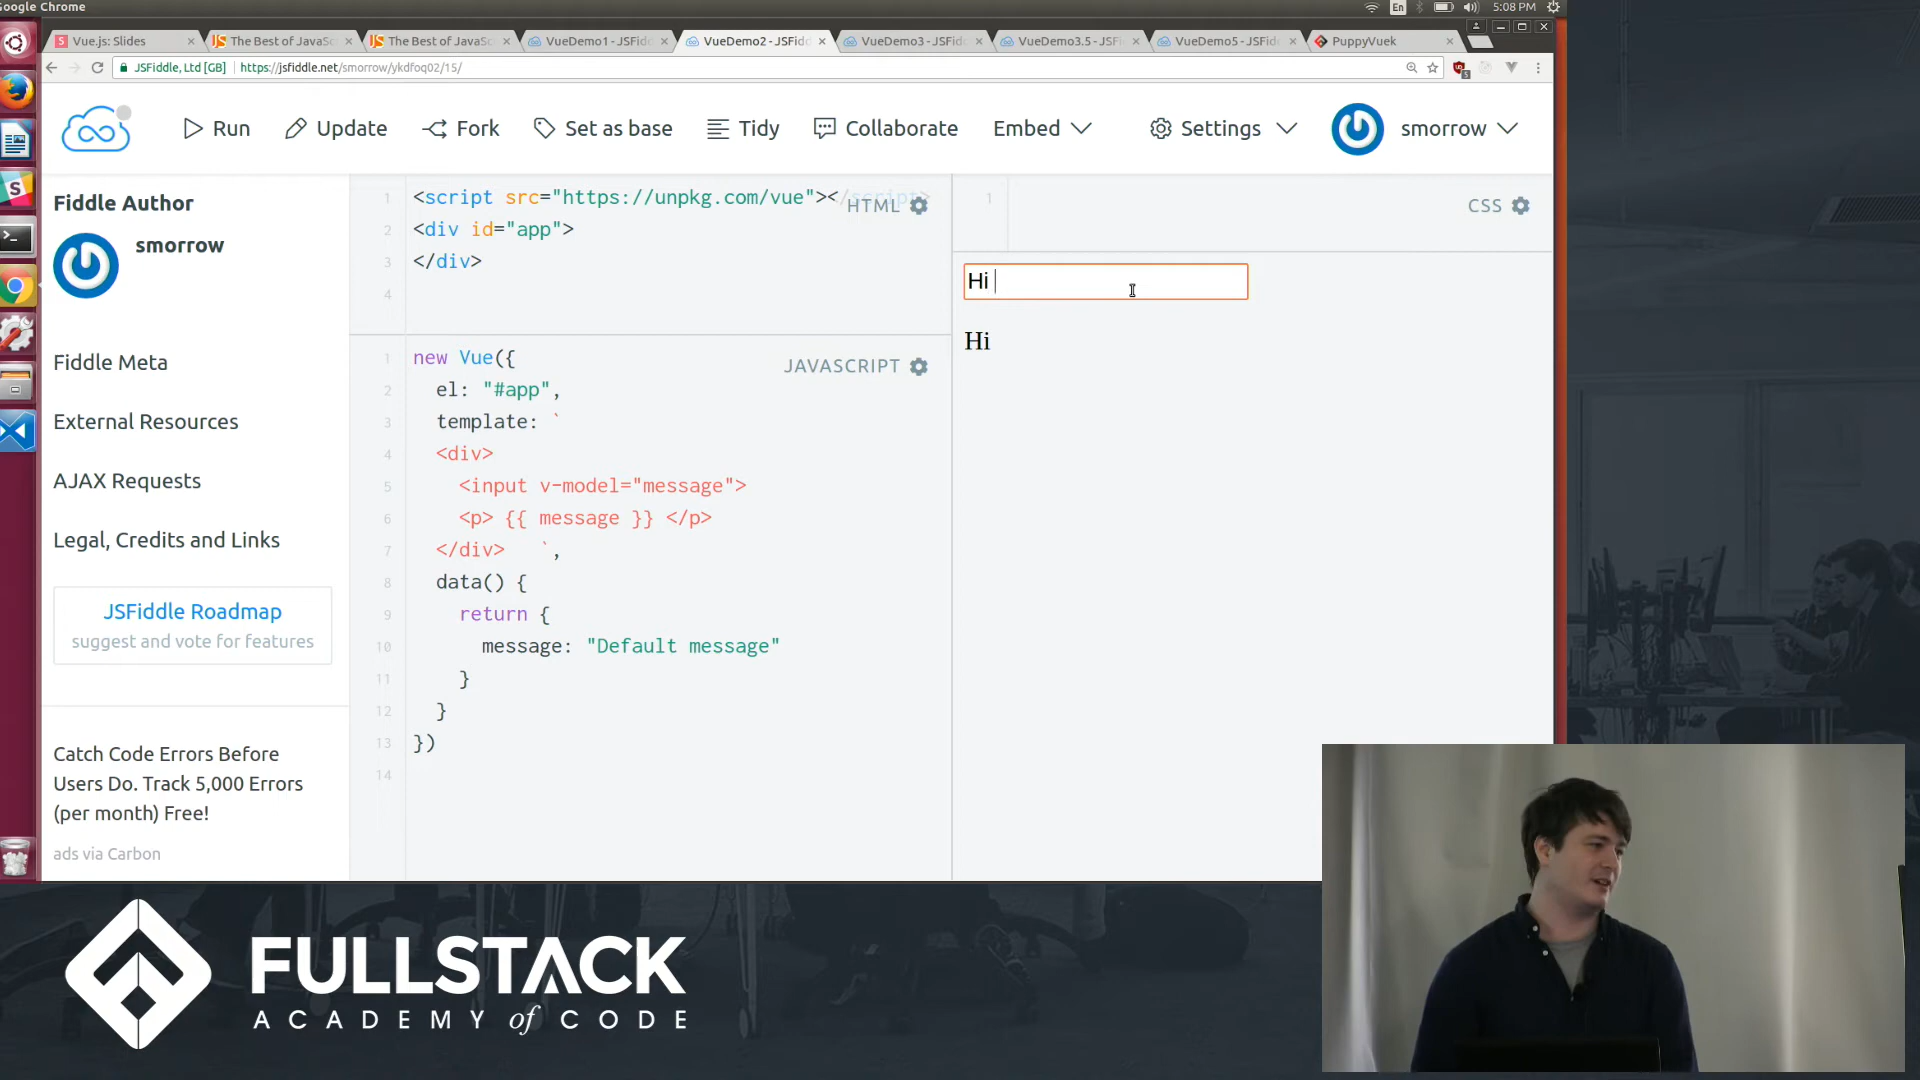 Google Chrome
En
5:08 PM
Vue.js: Slides
The Best of JavaSc
The Best of JavaSc
VueDemo1 - JSFidd
VueDemo2 - JSFidd
VueDemo3 - JSFidd
VueDemo3.5 - JSFi
VueDemo5 - JSFidd
PuppyVuek
JSFiddle, Ltd [GB]
https://jsfiddle.net/smorrow/ykdfoq02/15/
Run
Update
Fork
Set as base
Tidy
Collaborate
Embed
Settings
smorrow
Fiddle Author
smorrow
Fiddle Meta
External Resources
AJAX Requests
Legal, Credits and Links
JSFiddle Roadmap
suggest and vote for features
Catch Code Errors Before
Users Do. Track 5,000 Errors
(per month) Free!
ads via Carbon
HTML
1 <script src="https://unpkg.com/vue"></script>
2 <div id="app">
3 </div>
4
JAVASCRIPT
1 new Vue({
2 el: "#app",
3 template: `
4 <div>
5 <input v-model="message">
6 <p> {{ message }} </p>
7 </div> `,
8 data() {
9 return {
10 message: "Default message"
11 }
12 }
13 })
14
CSS
1
Hi
Hi
FULLSTACK
ACADEMY of CODE